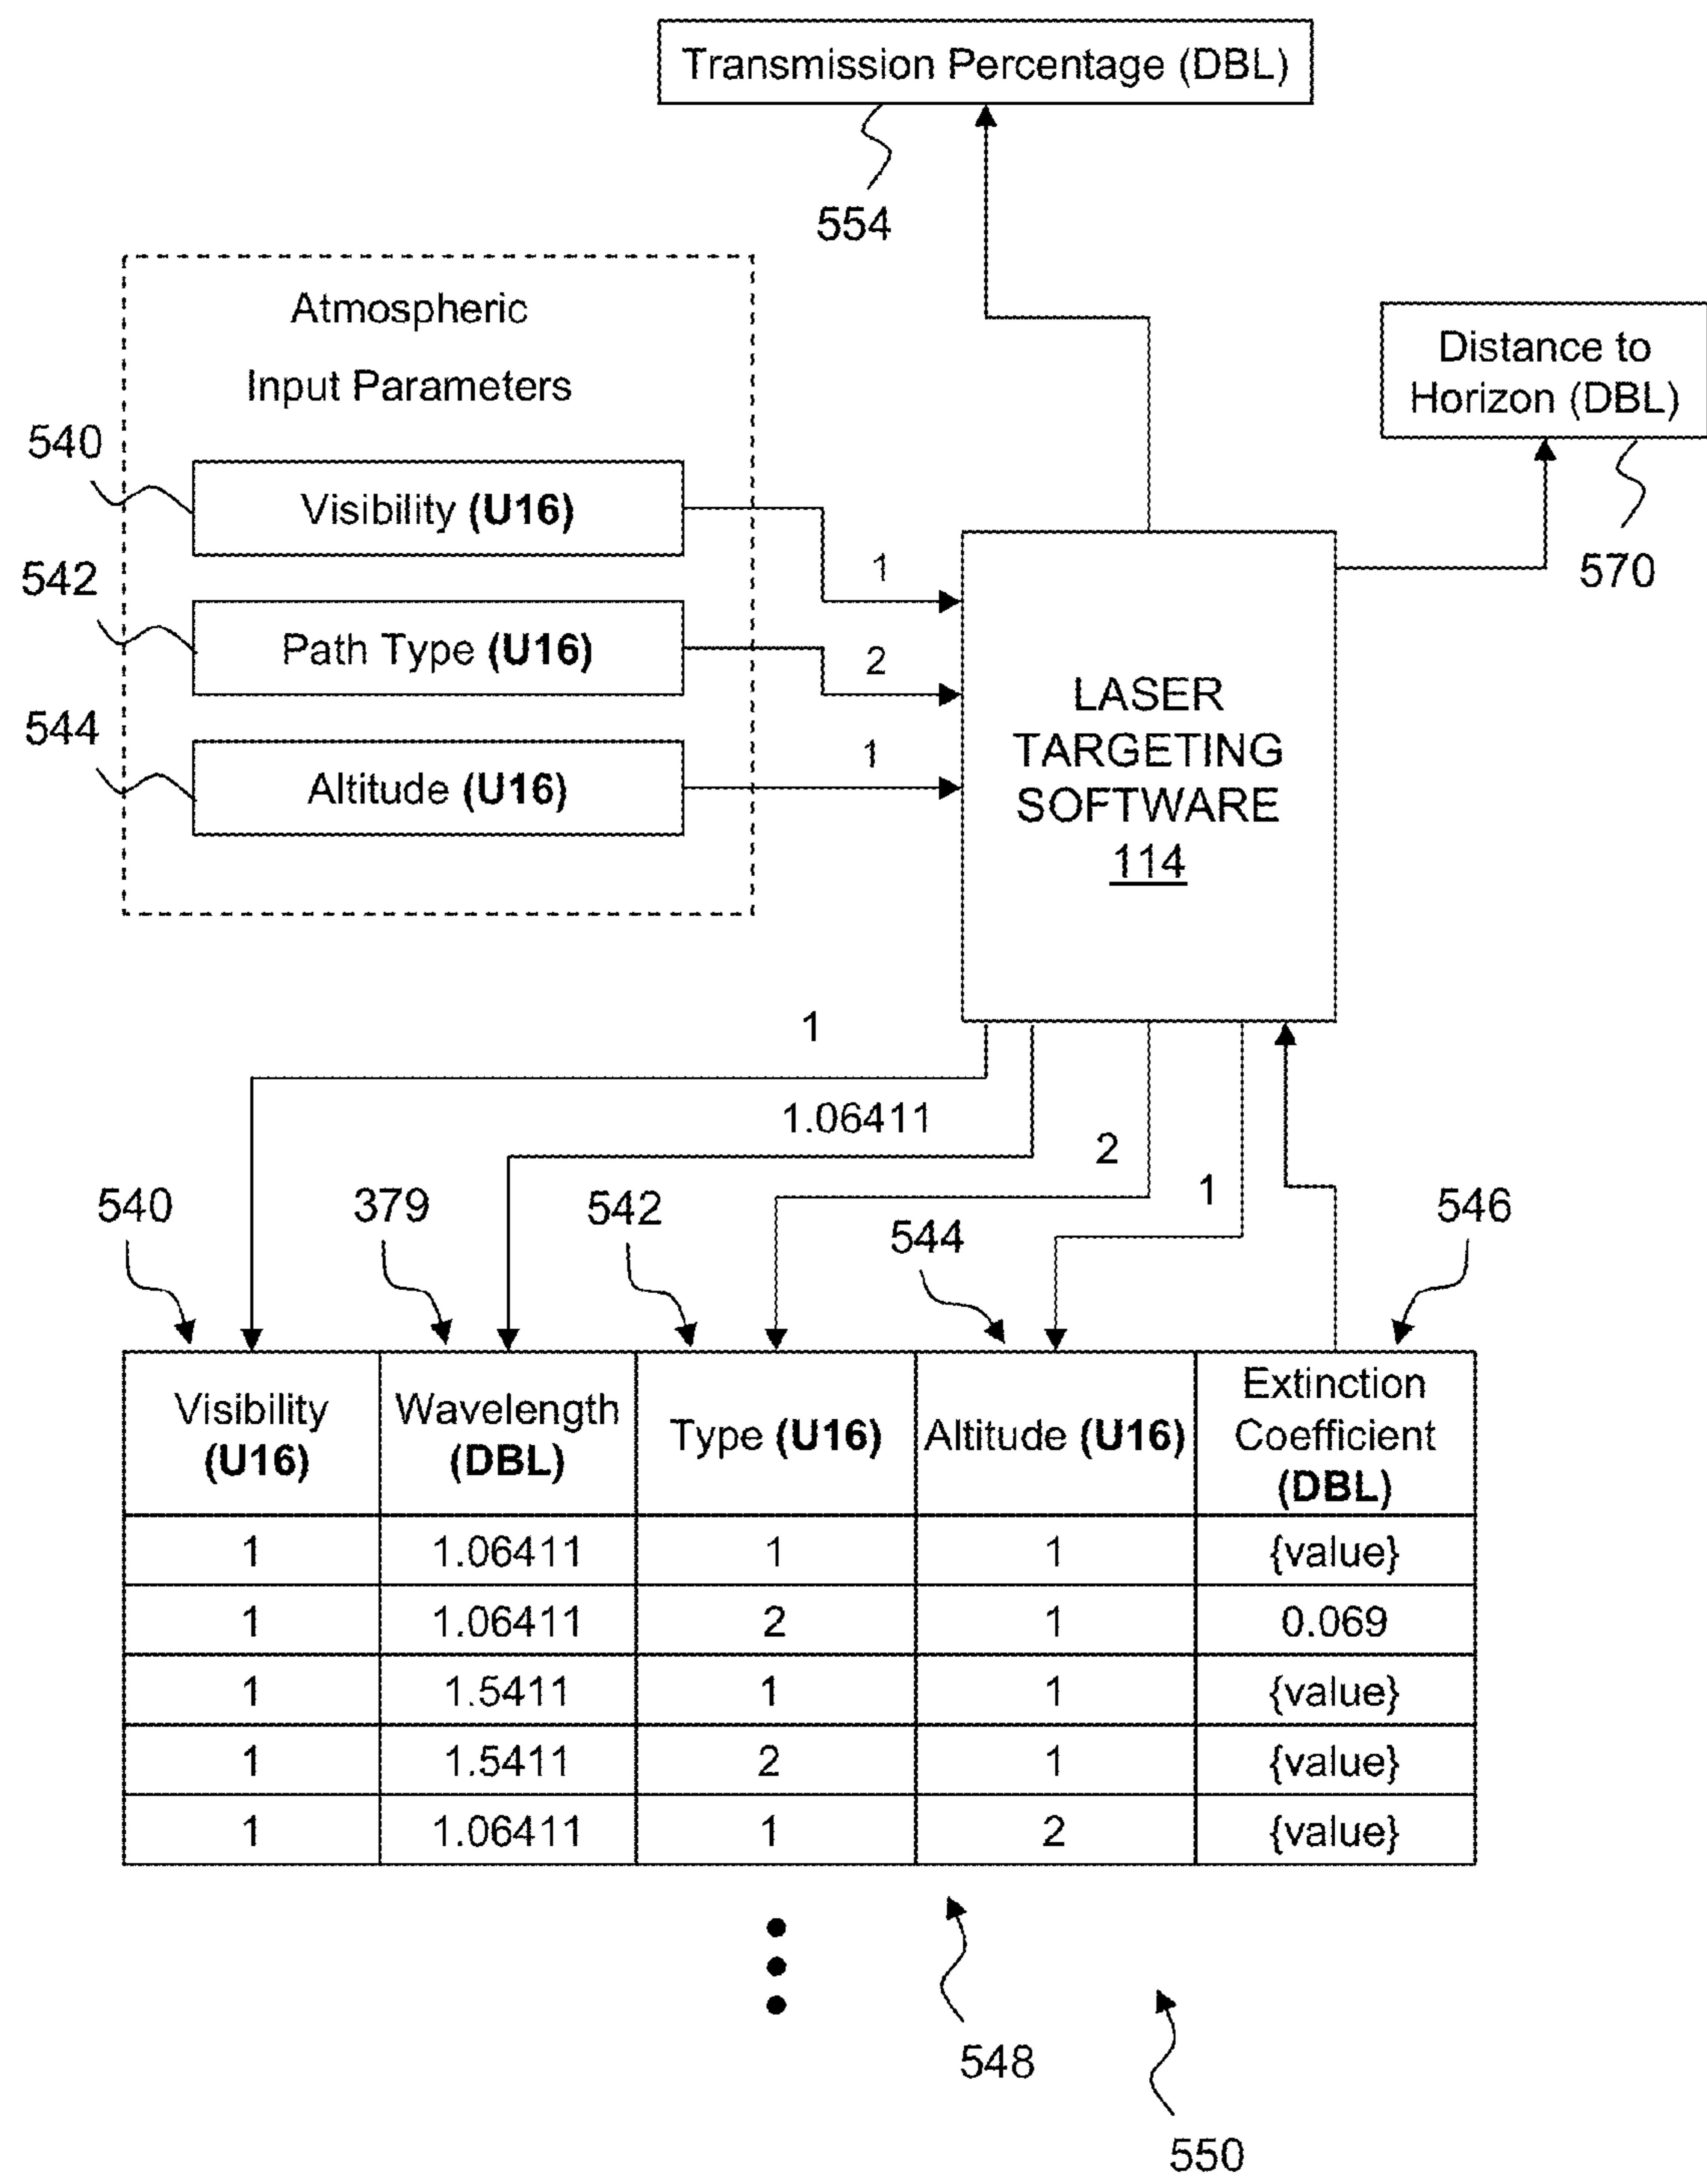 Transmission Percentage (DBL)
554
Atmospheric
Input Parameters
Distance to
Horizon (DBL)
570
540
Visibility (U16)
1
542
Path Type (U16)
2
544
Altitude (U16)
1
LASER
TARGETING
SOFTWARE
114
1
1.06411
2
1
540
379
542
544
546
Visibility
(U16)
Wavelength
(DBL)
Type (U16)
Altitude (U16)
Extinction
Coefficient
(DBL)
1 1.06411 1 1 {value}
1 1.06411 2 1 0.069
1 1.5411 1 1 {value}
1 1.5411 2 1 {value}
1 1.06411 1 2 {value}
548
550